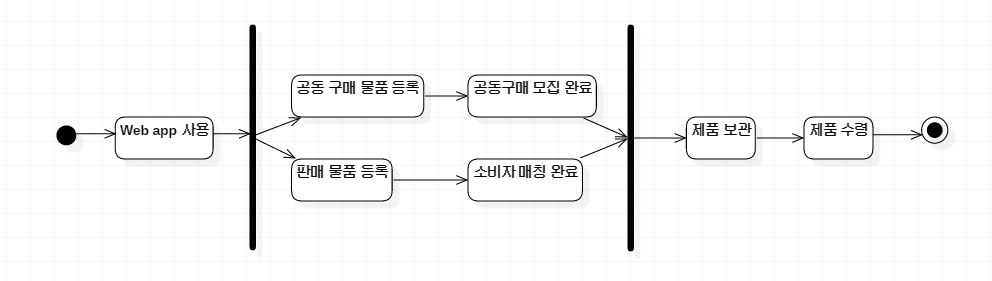 Web app 사용
공동 구매 물품 등록
공동구매 모집 완료
판매 물품 등록
소비자 매칭 완료
제품 보관
제품 수령